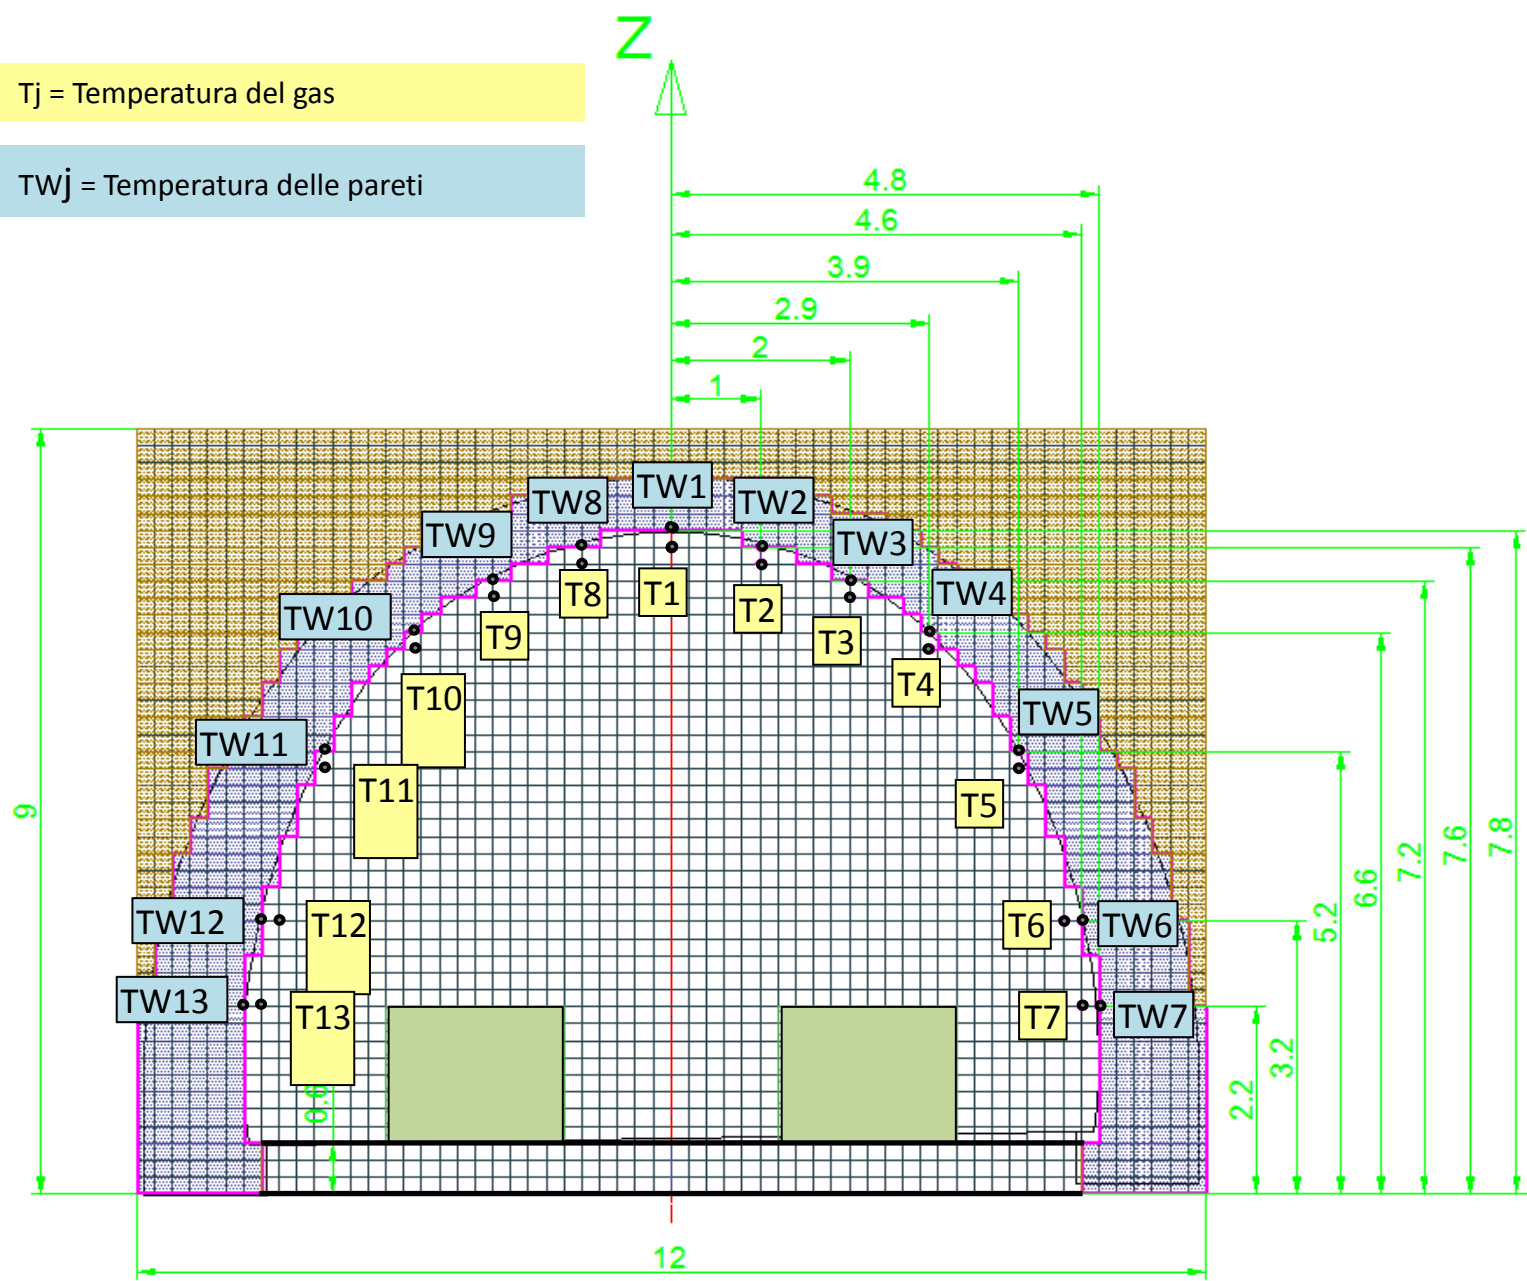 Z
Tj = Temperatura del gas
TWj = Temperatura delle pareti
4.8
4.6
3.9
2.9
2
1
TW8
TW1
TW2
TW9
TW3
T8
T1
T2
TW10
TW4
T9
T3
T10
T4
TW11
TW5
T11
T5
9
7.8
7.6
7.2
6.6
5.2
3.2
2.2
TW12
T12
T6
TW6
TW13
T13
T7
TW7
0.6
12